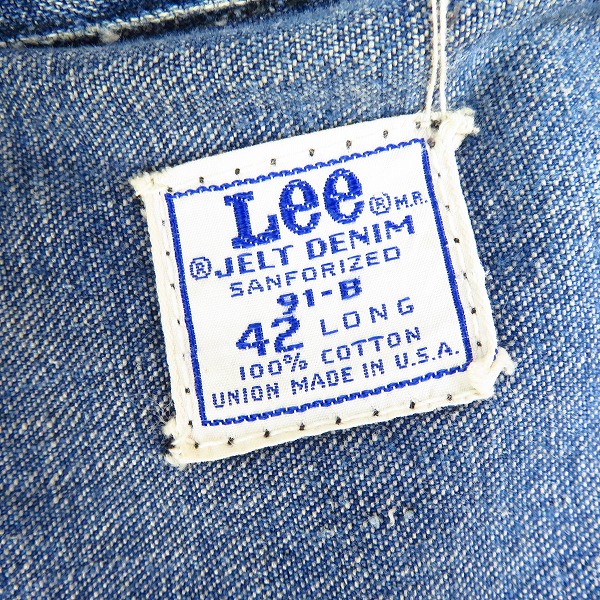 Lee ® M.R.
® JELT DENIM
SANFORIZED
91-B
42 LONG
100% COTTON
UNION MADE IN U.S.A.